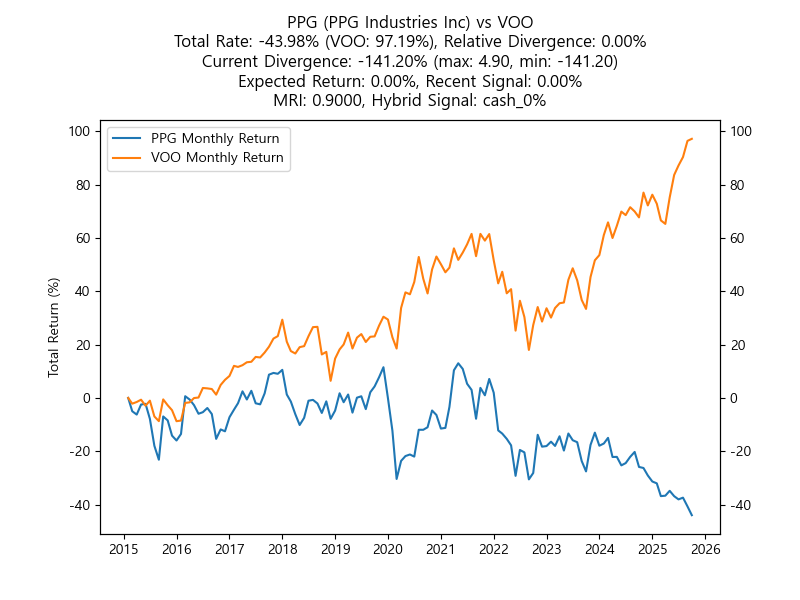 PPG (PPG Industries Inc) vs VOO
Total Rate: -43.98% (VOO: 97.19%), Relative Divergence: 0.00%
Current Divergence: -141.20% (max: 4.90, min: -141.20)
Expected Return: 0.00%, Recent Signal: 0.00%
MRI: 0.9000, Hybrid Signal: cash_0%
PPG Monthly Return
VOO Monthly Return
Total Return (%)
100
80
60
40
20
0
-20
-40
100
80
60
40
20
0
-20
-40
2015 2016 2017 2018 2019 2020 2021 2022 2023 2024 2025 2026